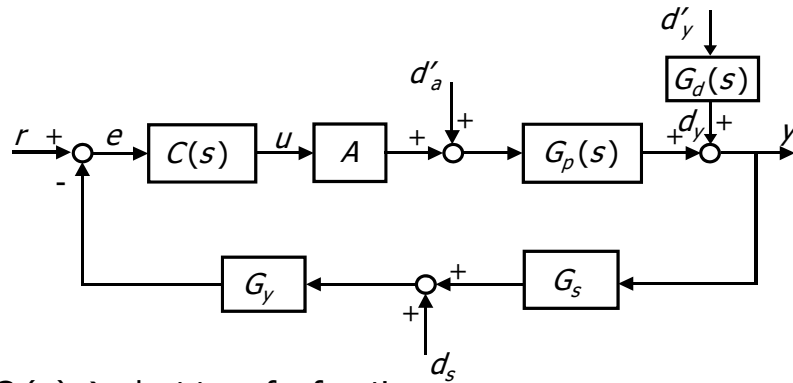 d'y
Gd(s)
d'a
+
dy
+
+
y
r
+
e
C(s)
u
A
+
Gp(s)
-
Gy
+
Gs
+
ds